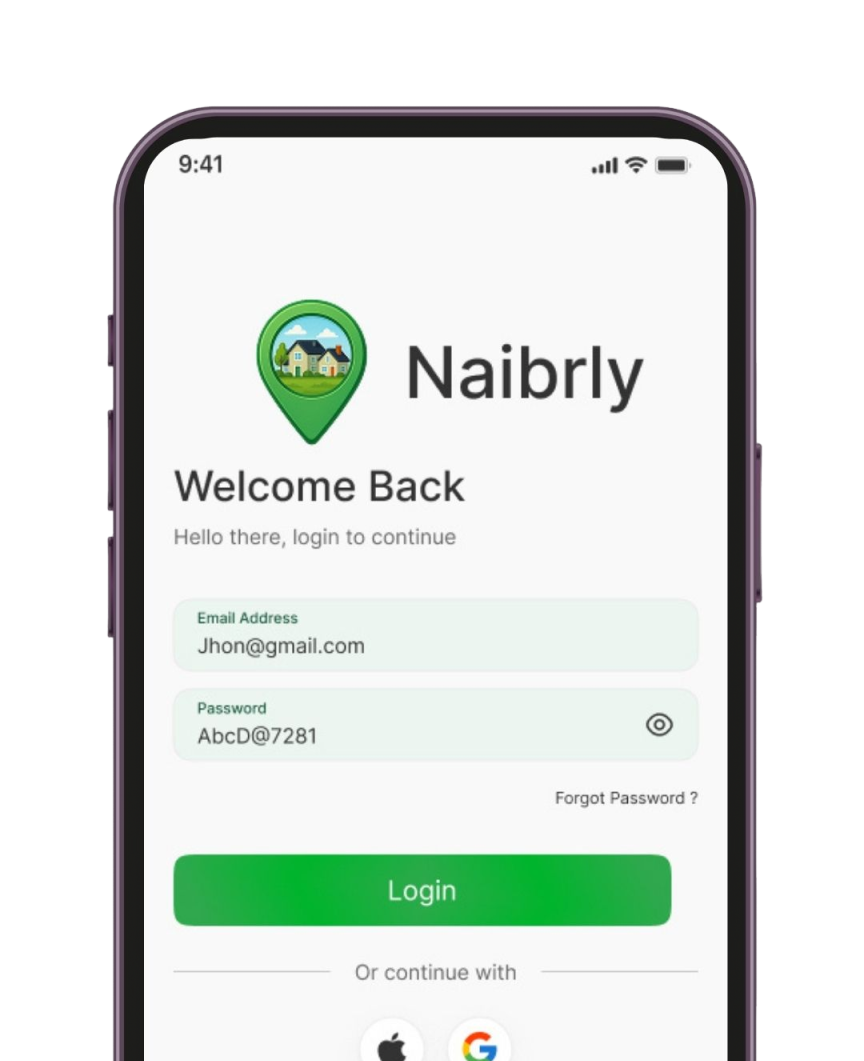 9:41
Naibrly
Welcome Back
Hello there, login to continue
Email Address
Jhon@gmail.com
Password
AbcD@7281
Forgot Password ?
Login
Or continue with